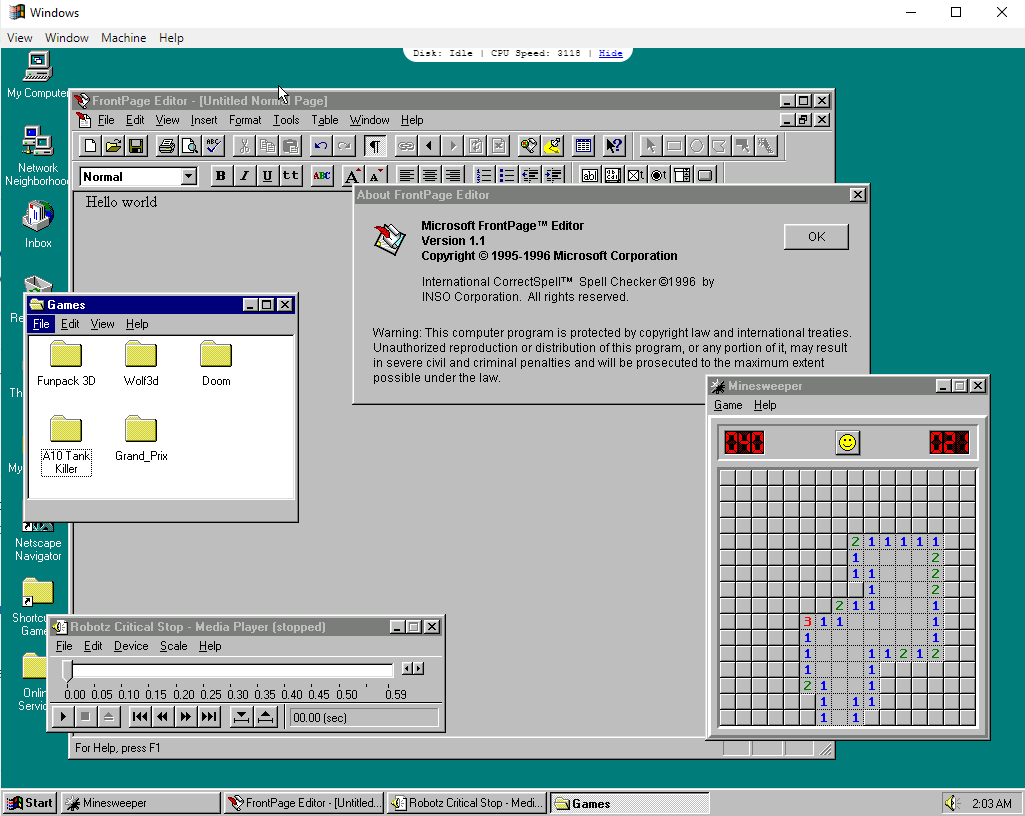 Windows
View Window Machine Help
Disk: Idle | CPU Speed: 3118 | Hide
My Computer
Network
Neighborhood
Inbox
Netscape
Navigator
FrontPage Editor - [Untitled Normal Page]
File Edit View Insert Format Tools Table Window Help
ABC
Normal
B I U tt ABC A A
Hello world
About FrontPage Editor
Microsoft FrontPage™ Editor
Version 1.1
Copyright © 1995-1996 Microsoft Corporation
OK
International CorrectSpell™ Spell Checker ©1996 by
INSO Corporation. All rights reserved.
Warning: This computer program is protected by copyright law and international treaties.
Unauthorized reproduction or distribution of this program, or any portion of it, may result
in severe civil and criminal penalties and will be prosecuted to the maximum extent
possible under the law.
Games
File Edit View Help
Funpack 3D Wolf3d Doom
A10 Tank
Killer
Grand_Prix
Minesweeper
Game Help
040 021
2 1 1 1 1 1
1 2
1 1 2
1 2
2 1 1 1
3 1 1 1
1 1
1 1 1 2 1 2
1 1
2 1 1
1 1 1
1 1
Robotz Critical Stop - Media Player (stopped)
File Edit Device Scale Help
0.00 0.05 0.10 0.15 0.20 0.25 0.30 0.35 0.40 0.45 0.50 0.59
00.00 (sec)
For Help, press F1
Start
Minesweeper
FrontPage Editor - [Untitled...
Robotz Critical Stop - Medi...
Games
2:03 AM